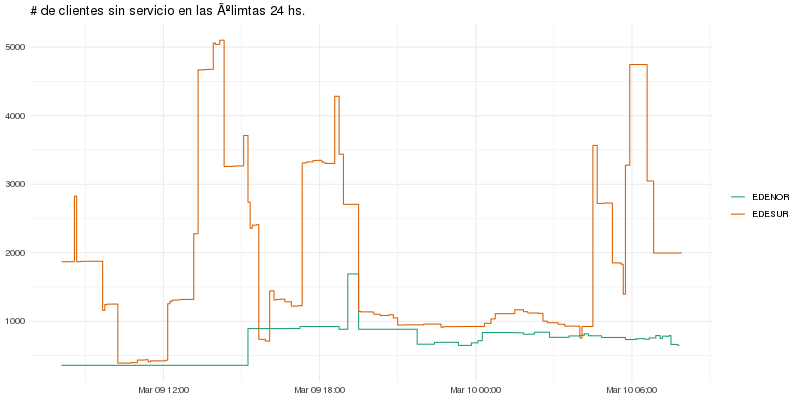 # de clientes sin servicio en las Ãºlimtas 24 hs.
5000
4000
3000
2000
1000
Mar 09 12:00
Mar 09 18:00
Mar 10 00:00
Mar 10 06:00
EDENOR
EDESUR